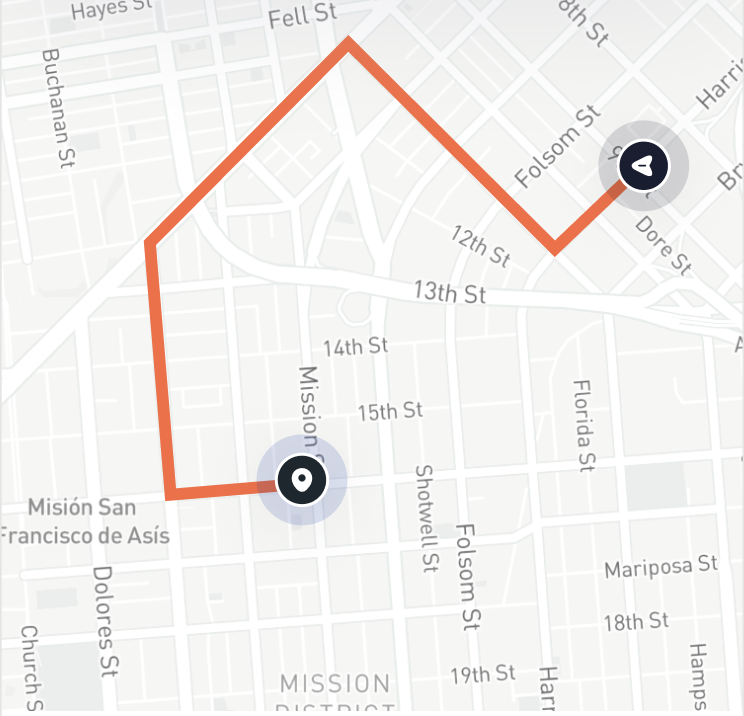 Hayes St
Fell St
8th St
Buchanan St
Harri
Folsom St
9
Br
Dore St
12th St
13th St
14th St
Mission S
15th St
Florida St
A
Misión San
Francisco de Asís
Shotwell St
Folsom St
Mariposa St
Dolores St
18th St
Church S
19th St
Harr
Hamps
MISSION
DISTRICT